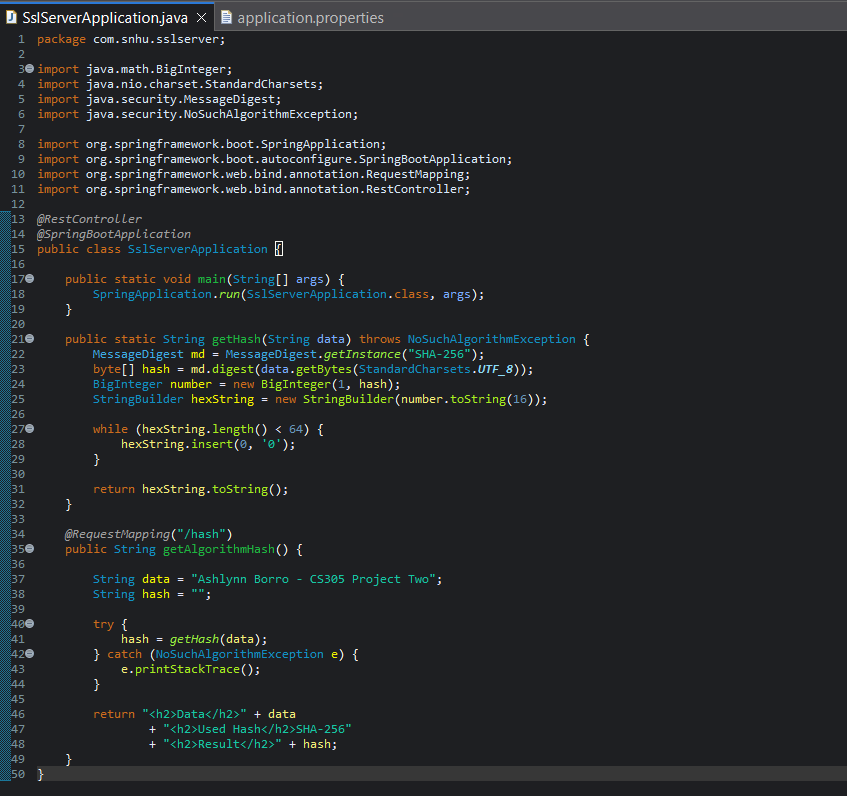 SslServerApplication.java
application.properties
1 package com.snhu.sslserver;
2
3 import java.math.BigInteger;
4 import java.nio.charset.StandardCharsets;
5 import java.security.MessageDigest;
6 import java.security.NoSuchAlgorithmException;
7
8 import org.springframework.boot.SpringApplication;
9 import org.springframework.boot.autoconfigure.SpringBootApplication;
10 import org.springframework.web.bind.annotation.RequestMapping;
11 import org.springframework.web.bind.annotation.RestController;
12
13 @RestController
14 @SpringBootApplication
15 public class SslServerApplication {
16
17     public static void main(String[] args) {
18         SpringApplication.run(SslServerApplication.class, args);
19     }
20
21     public static String getHash(String data) throws NoSuchAlgorithmException {
22         MessageDigest md = MessageDigest.getInstance("SHA-256");
23         byte[] hash = md.digest(data.getBytes(StandardCharsets.UTF_8));
24         BigInteger number = new BigInteger(1, hash);
25         StringBuilder hexString = new StringBuilder(number.toString(16));
26
27         while (hexString.length() < 64) {
28             hexString.insert(0, '0');
29         }
30
31         return hexString.toString();
32     }
33
34     @RequestMapping("/hash")
35     public String getAlgorithmHash() {
36
37         String data = "Ashlynn Borro - CS305 Project Two";
38         String hash = "";
39
40         try {
41             hash = getHash(data);
42         } catch (NoSuchAlgorithmException e) {
43             e.printStackTrace();
44         }
45
46         return "<h2>Data</h2>" + data
47                 + "<h2>Used Hash</h2>SHA-256"
48                 + "<h2>Result</h2>" + hash;
49     }
50 }